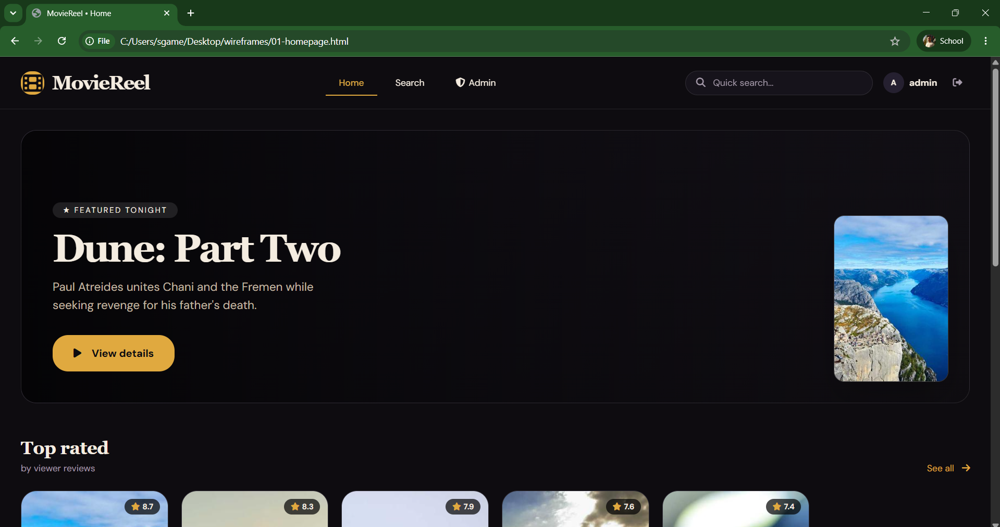 MovieReel • Home
File
C:/Users/sgame/Desktop/wireframes/01-homepage.html
School
MovieReel
Home
Search
Admin
Quick search...
A
admin
★ FEATURED TONIGHT
Dune: Part Two
Paul Atreides unites Chani and the Fremen while
seeking revenge for his father's death.
View details
Top rated
by viewer reviews
See all
8.7
8.3
7.9
7.6
7.4